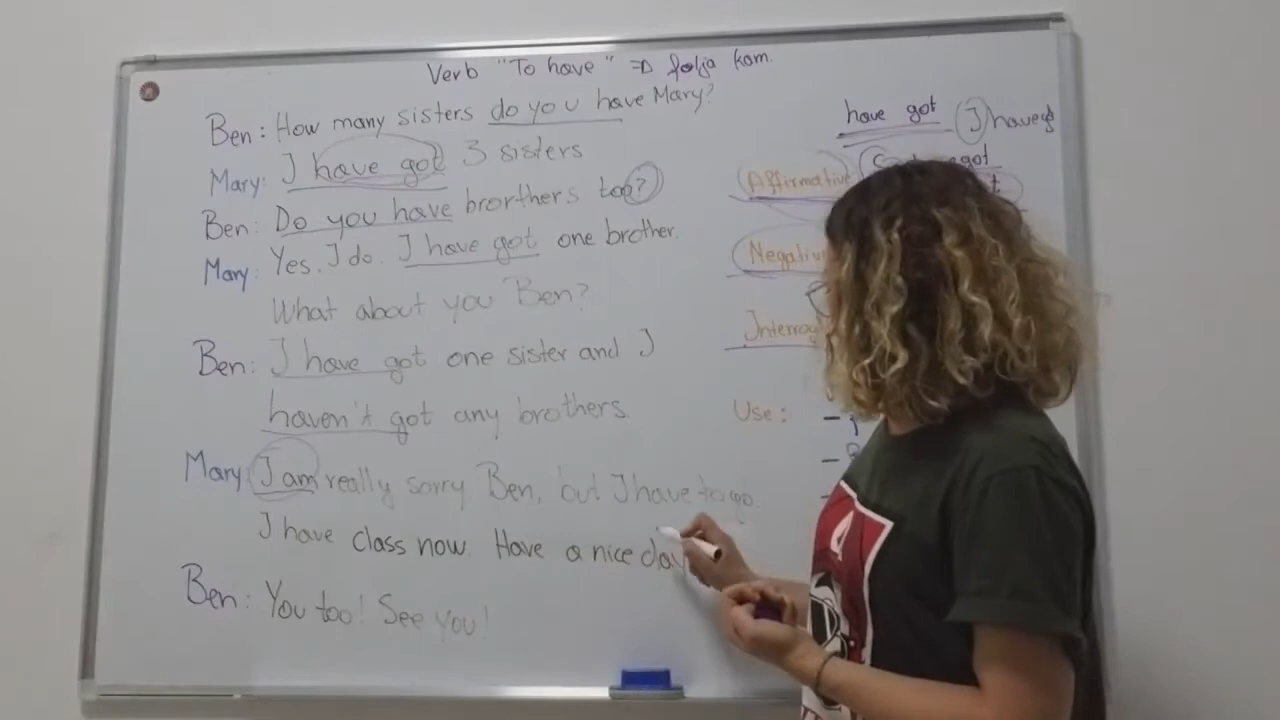 Verb "To have" => folja kam.
Ben: How many sisters do you have Mary?
Mary: I have got 3 sisters
Ben: Do you have brorthers too?
Mary: Yes, I do. I have got one brother.
What about you Ben?
Ben: I have got one sister and I
haven't got any brothers.
Mary: I am really sorry Ben, but I have to go.
I have class now. Have a nice day
Ben: You too! See you!
have got
I have
got
Affirmative
Negative
Use: